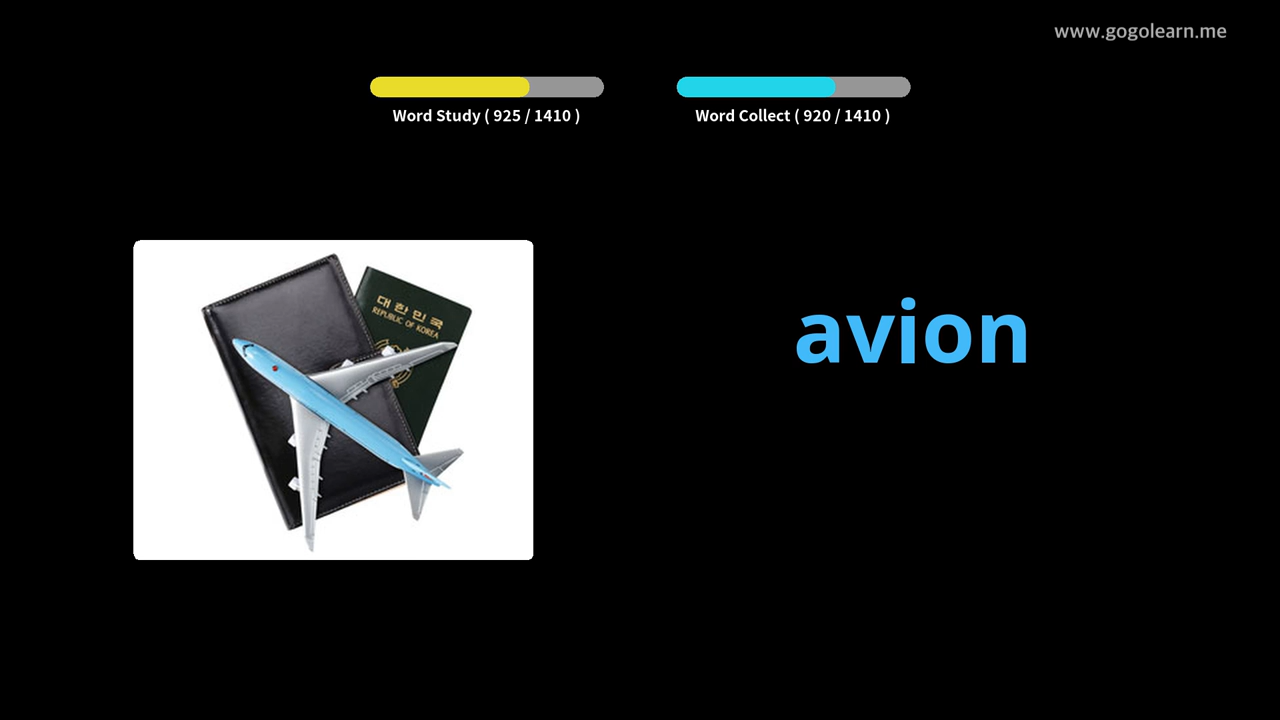 www.gogolearn.me
Word Study ( 925 / 1410 )
Word Collect ( 920 / 1410 )
대한민국
REPUBLIC OF KOREA
avion